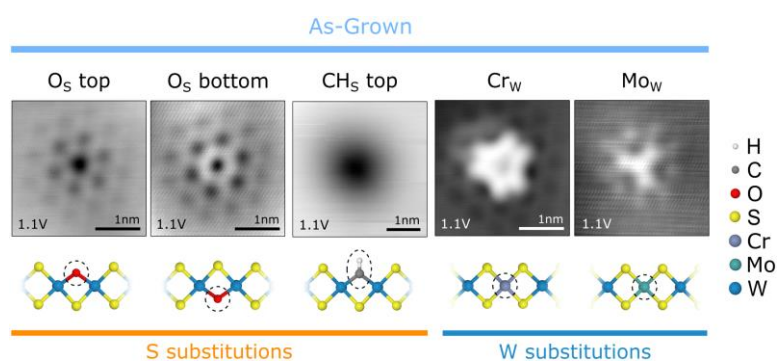 As-Grown
O_S top O_S bottom CH_S top Cr_W Mo_W
1.1V 1nm 1.1V 1nm 1.1V 1nm 1.1V 1nm 1.1V 1nm
H
C
O
S
Cr
Mo
W
S substitutions W substitutions